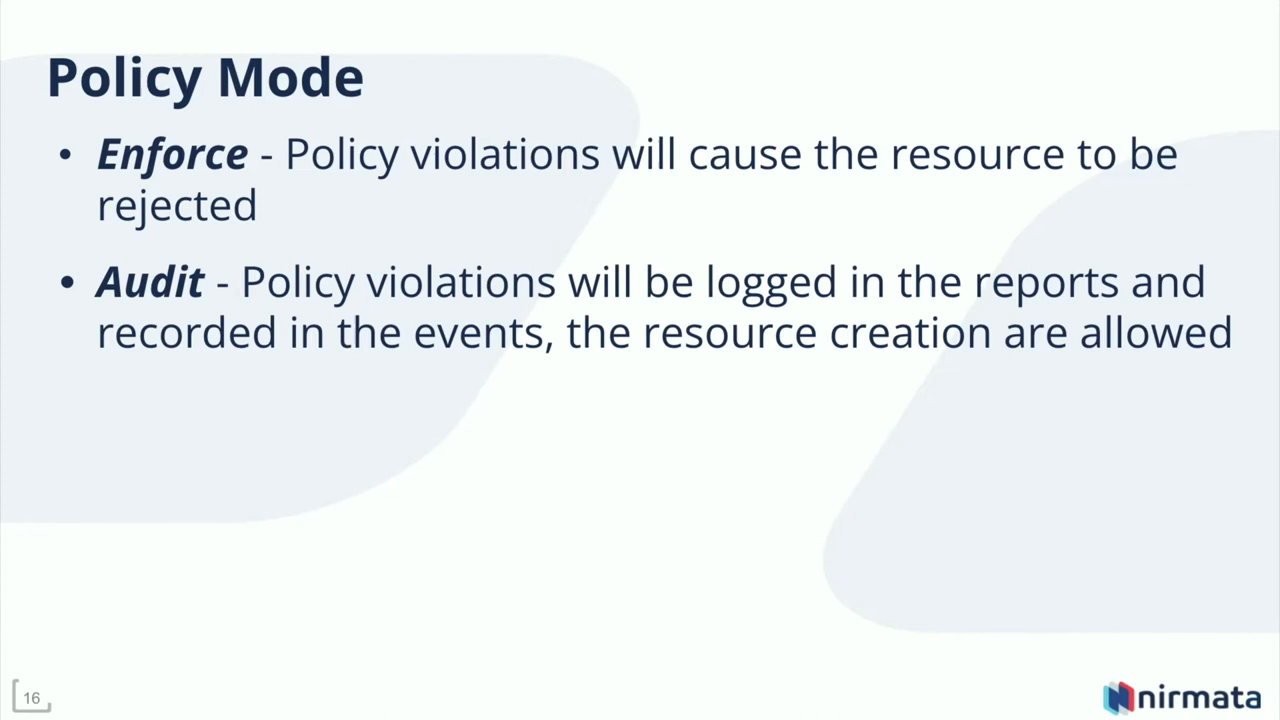 Policy Mode
• Enforce - Policy violations will cause the resource to be
rejected
• Audit - Policy violations will be logged in the reports and
recorded in the events, the resource creation are allowed
16
nirmata